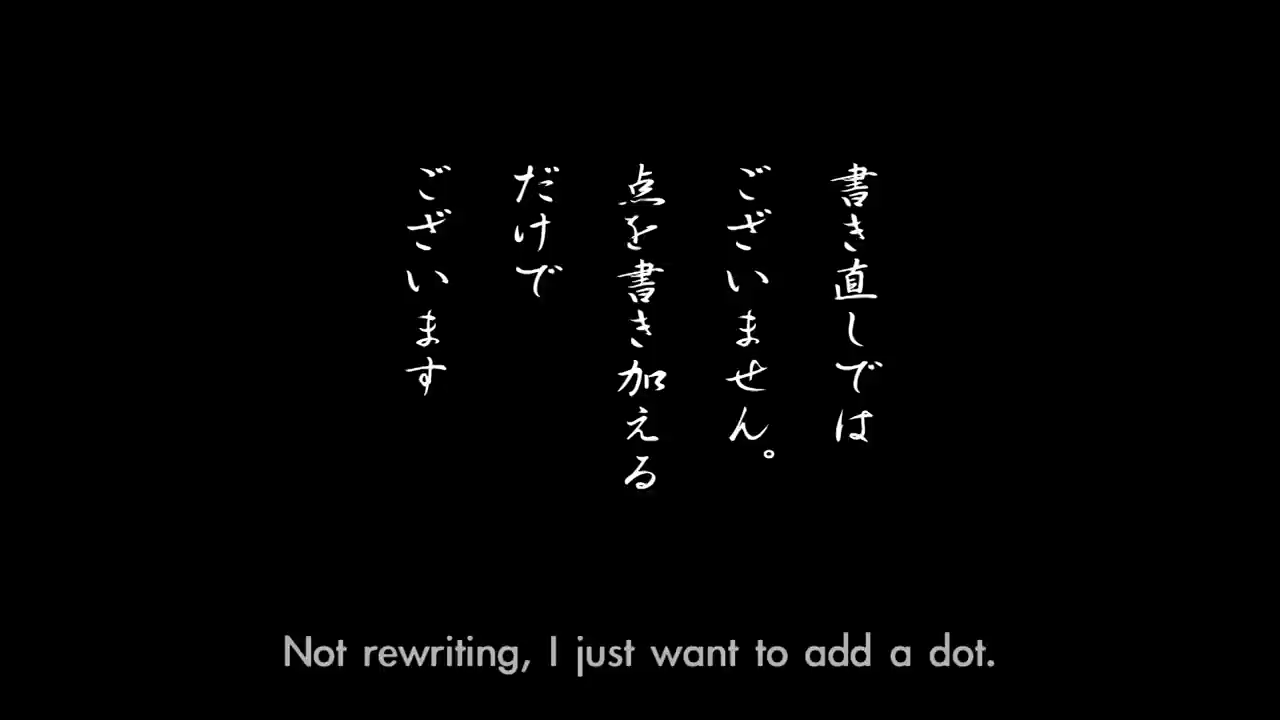 書き直しでは
ございません。
点を書き加える
だけで
ございます
Not rewriting, I just want to add a dot.